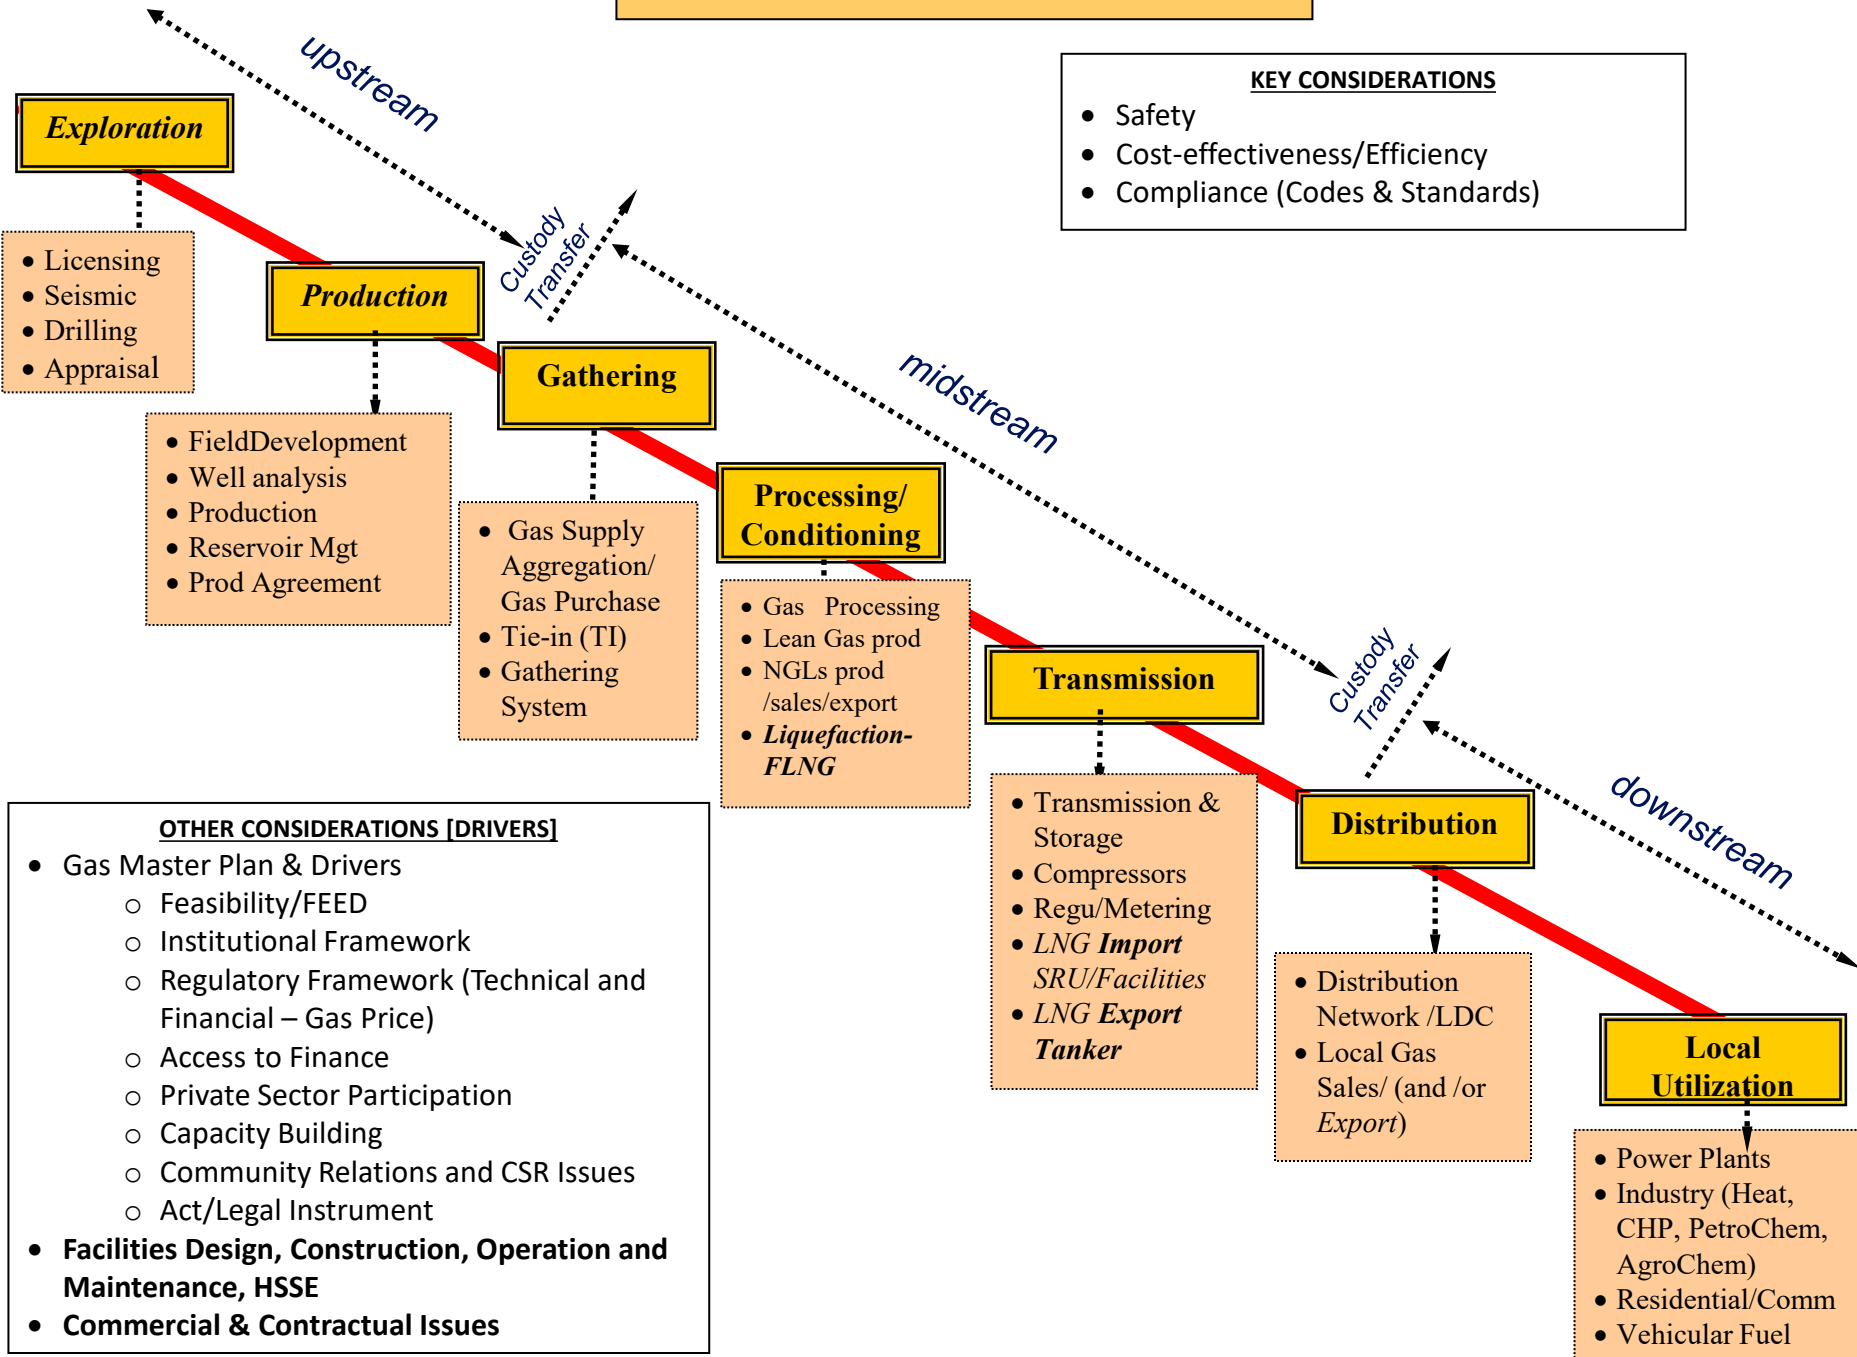 upstream
KEY CONSIDERATIONS
• Safety
• Cost-effectiveness/Efficiency
• Compliance (Codes & Standards)
Exploration
• Licensing
• Seismic
• Drilling
• Appraisal
Custody
Transfer
Production
• FieldDevelopment
• Well analysis
• Production
• Reservoir Mgt
• Prod Agreement
midstream
Gathering
• Gas Supply
Aggregation/
Gas Purchase
• Tie-in (TI)
• Gathering
System
Processing/
Conditioning
• Gas Processing
• Lean Gas prod
• NGLs prod
/sales/export
• Liquefaction-
FLNG
Transmission
• Transmission &
Storage
• Compressors
• Regu/Metering
• LNG Import
SRU/Facilities
• LNG Export
Tanker
Custody
Transfer
downstream
Distribution
• Distribution
Network /LDC
• Local Gas
Sales/ (and /or
Export)
Local
Utilization
• Power Plants
• Industry (Heat,
CHP, PetroChem,
AgroChem)
• Residential/Comm
• Vehicular Fuel
OTHER CONSIDERATIONS [DRIVERS]
• Gas Master Plan & Drivers
o Feasibility/FEED
o Institutional Framework
o Regulatory Framework (Technical and
Financial – Gas Price)
o Access to Finance
o Private Sector Participation
o Capacity Building
o Community Relations and CSR Issues
o Act/Legal Instrument
• Facilities Design, Construction, Operation and
Maintenance, HSSE
• Commercial & Contractual Issues